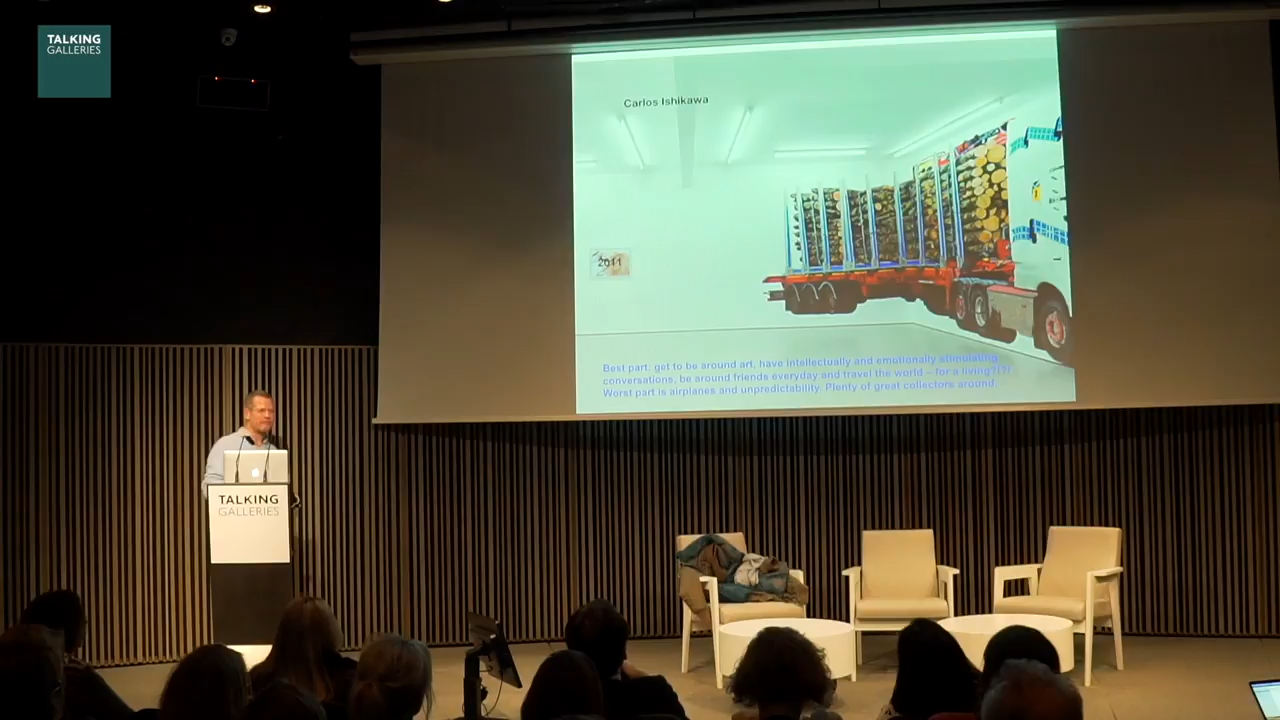 TALKING
GALLERIES
Carlos Ishikawa
2011
Best part: get to be around art, have intellectually and emotionally stimulating
conversations, be around friends everyday and travel the world – for a living?!?!
Worst part is airplanes and unpredictability. Plenty of great collectors around.
TALKING
GALLERIES